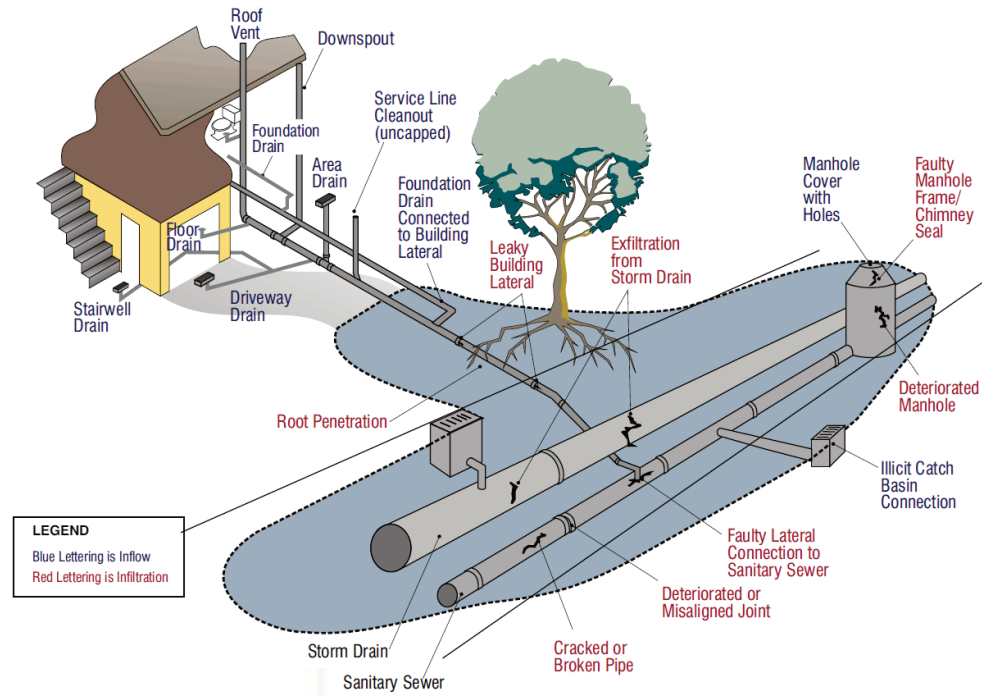 Roof
Vent
Downspout
Service Line
Cleanout
(uncapped)
Foundation
Drain
Area
Drain
Foundation
Drain
Connected
to Building
Lateral
Floor
Drain
Stairwell
Drain
Driveway
Drain
Leaky
Building
Lateral
Exfiltration
from
Storm Drain
Manhole
Cover
with
Holes
Faulty
Manhole
Frame/
Chimney
Seal
Root Penetration
Deteriorated
Manhole
Illicit Catch
Basin
Connection
LEGEND
Blue Lettering is Inflow
Red Lettering is Infiltration
Faulty Lateral
Connection to
Sanitary Sewer
Deteriorated or
Misaligned Joint
Cracked or
Broken Pipe
Storm Drain
Sanitary Sewer